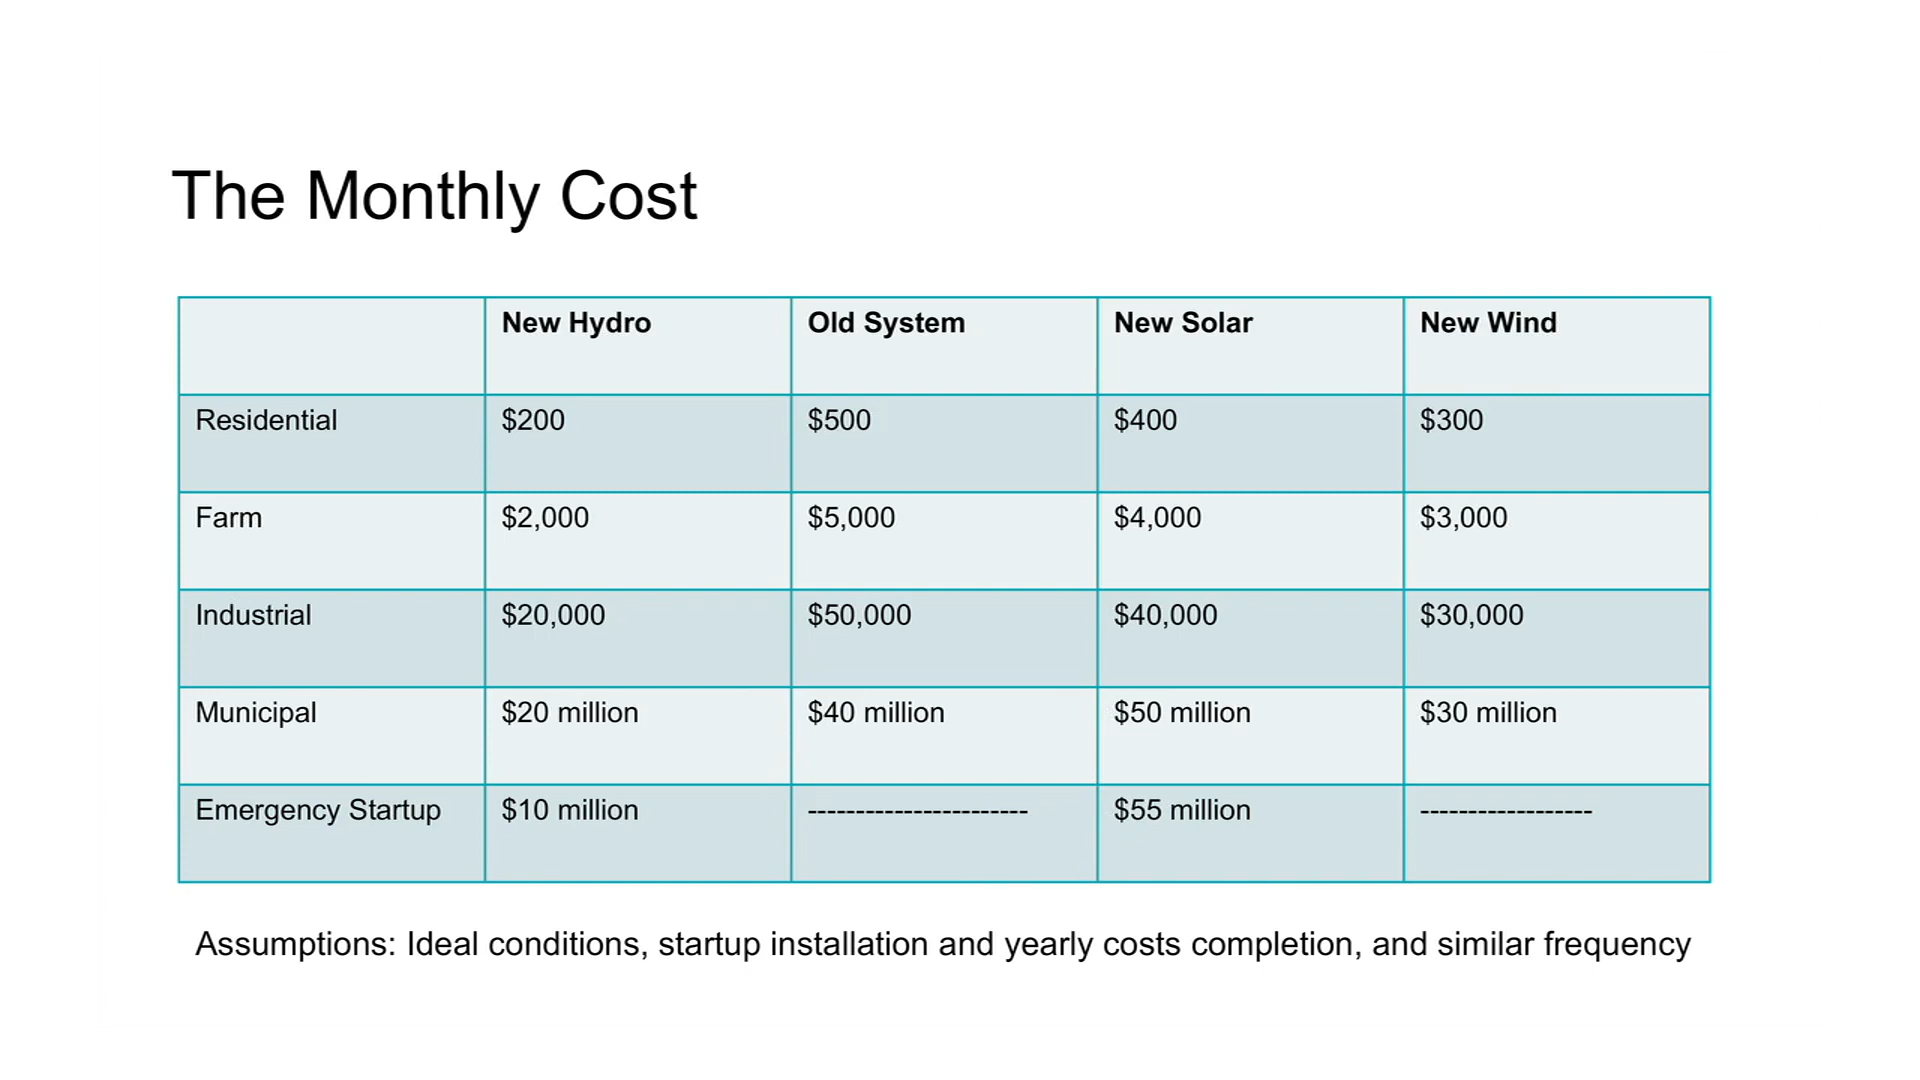 The Monthly Cost
New Hydro Old System New Solar New Wind
Residential $200 $500 $400 $300
Farm $2,000 $5,000 $4,000 $3,000
Industrial $20,000 $50,000 $40,000 $30,000
Municipal $20 million $40 million $50 million $30 million
Emergency Startup $10 million ----------------------- $55 million ------------------
Assumptions: Ideal conditions, startup installation and yearly costs completion, and similar frequency